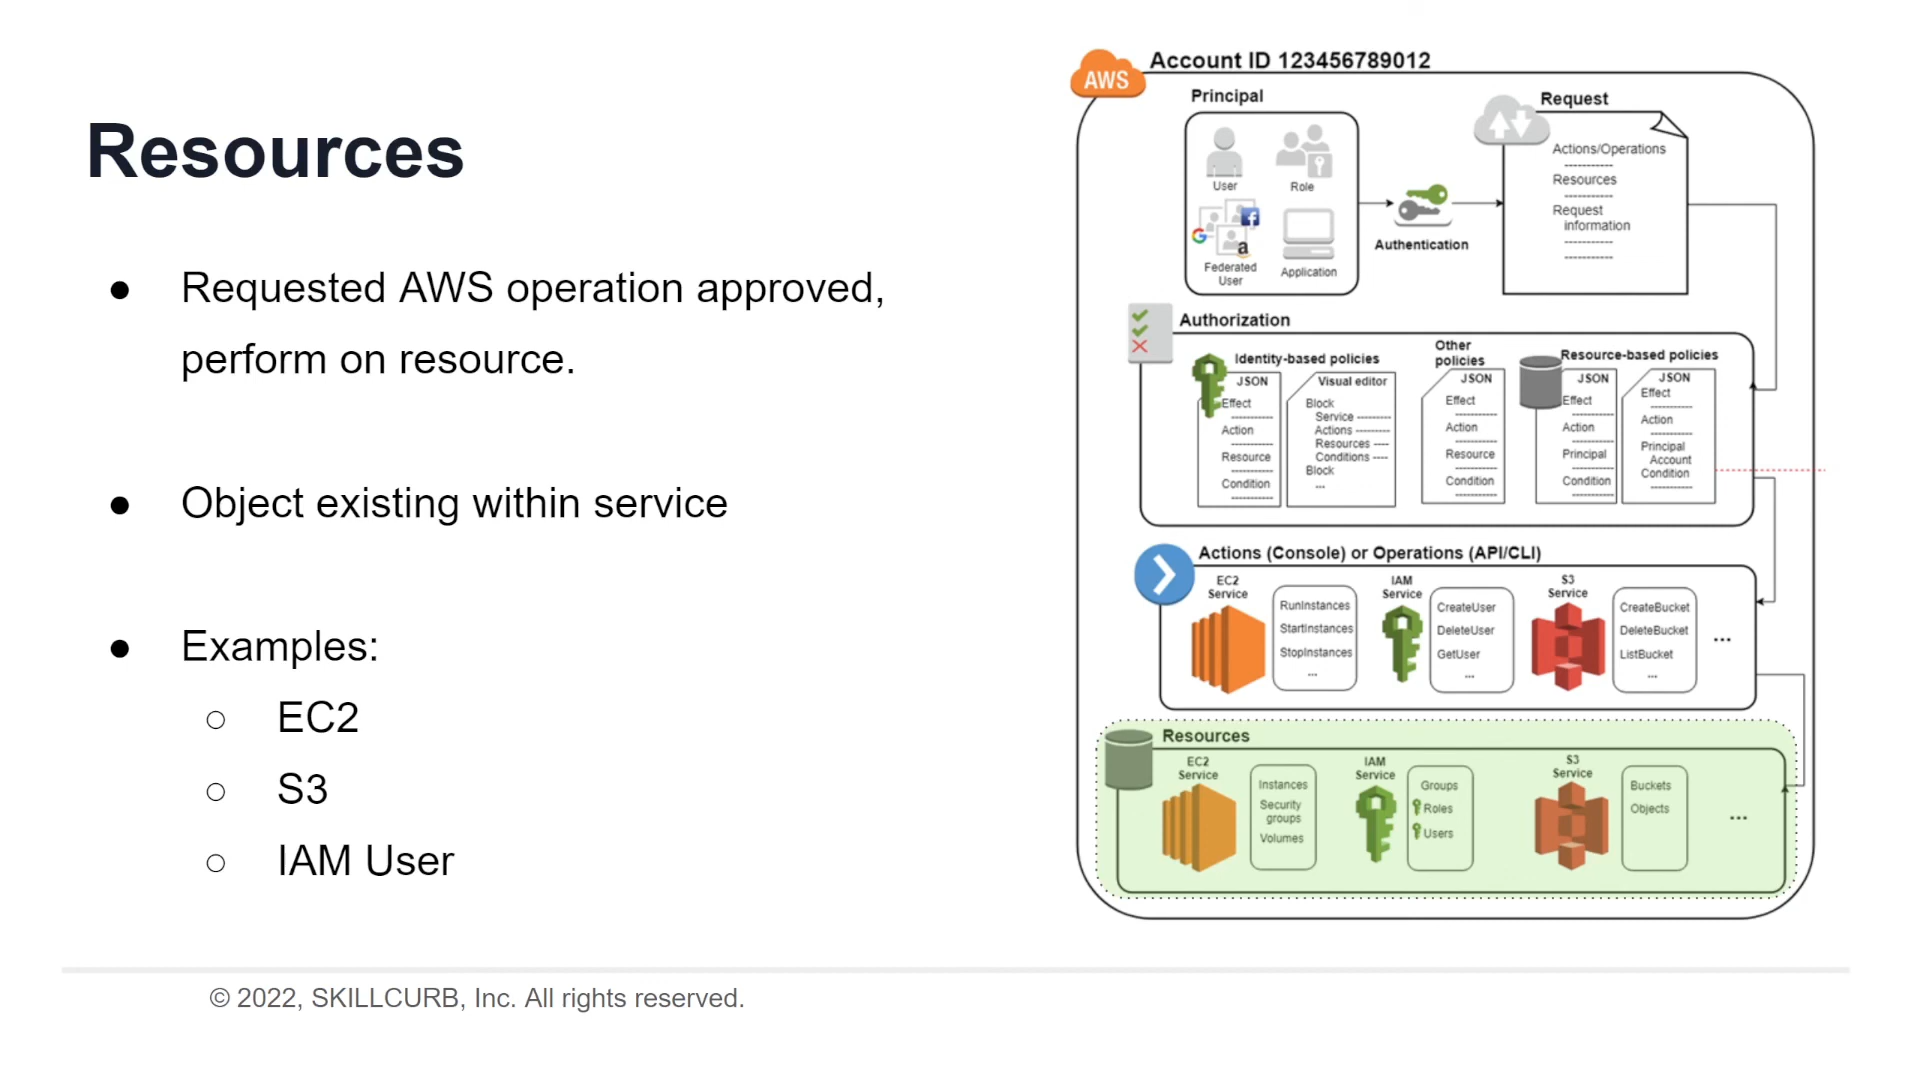 Resources
● Requested AWS operation approved,
perform on resource.
● Object existing within service
● Examples:
○ EC2
○ S3
○ IAM User
© 2022, SKILLCURB, Inc. All rights reserved.
AWS
Account ID 123456789012
Principal
User
Role
Federated
User
Application
Authentication
Request
Actions/Operations
Resources
Request
information
Authorization
Identity-based policies
JSON
Effect
Action
Resource
Condition
Visual editor
Block
Service
Actions
Resources
Conditions
Block
...
Other
policies
JSON
Effect
Action
Resource
Condition
Resource-based policies
JSON
Effect
Action
Principal
Condition
JSON
Effect
Action
Principal
Account
Condition
Actions (Console) or Operations (API/CLI)
EC2
Service
RunInstances
StartInstances
StopInstances
...
IAM
Service
CreateUser
DeleteUser
GetUser
...
S3
Service
CreateBucket
DeleteBucket
ListBucket
...
...
Resources
EC2
Service
Instances
Security
groups
Volumes
IAM
Service
Groups
Roles
Users
S3
Service
Buckets
Objects
...